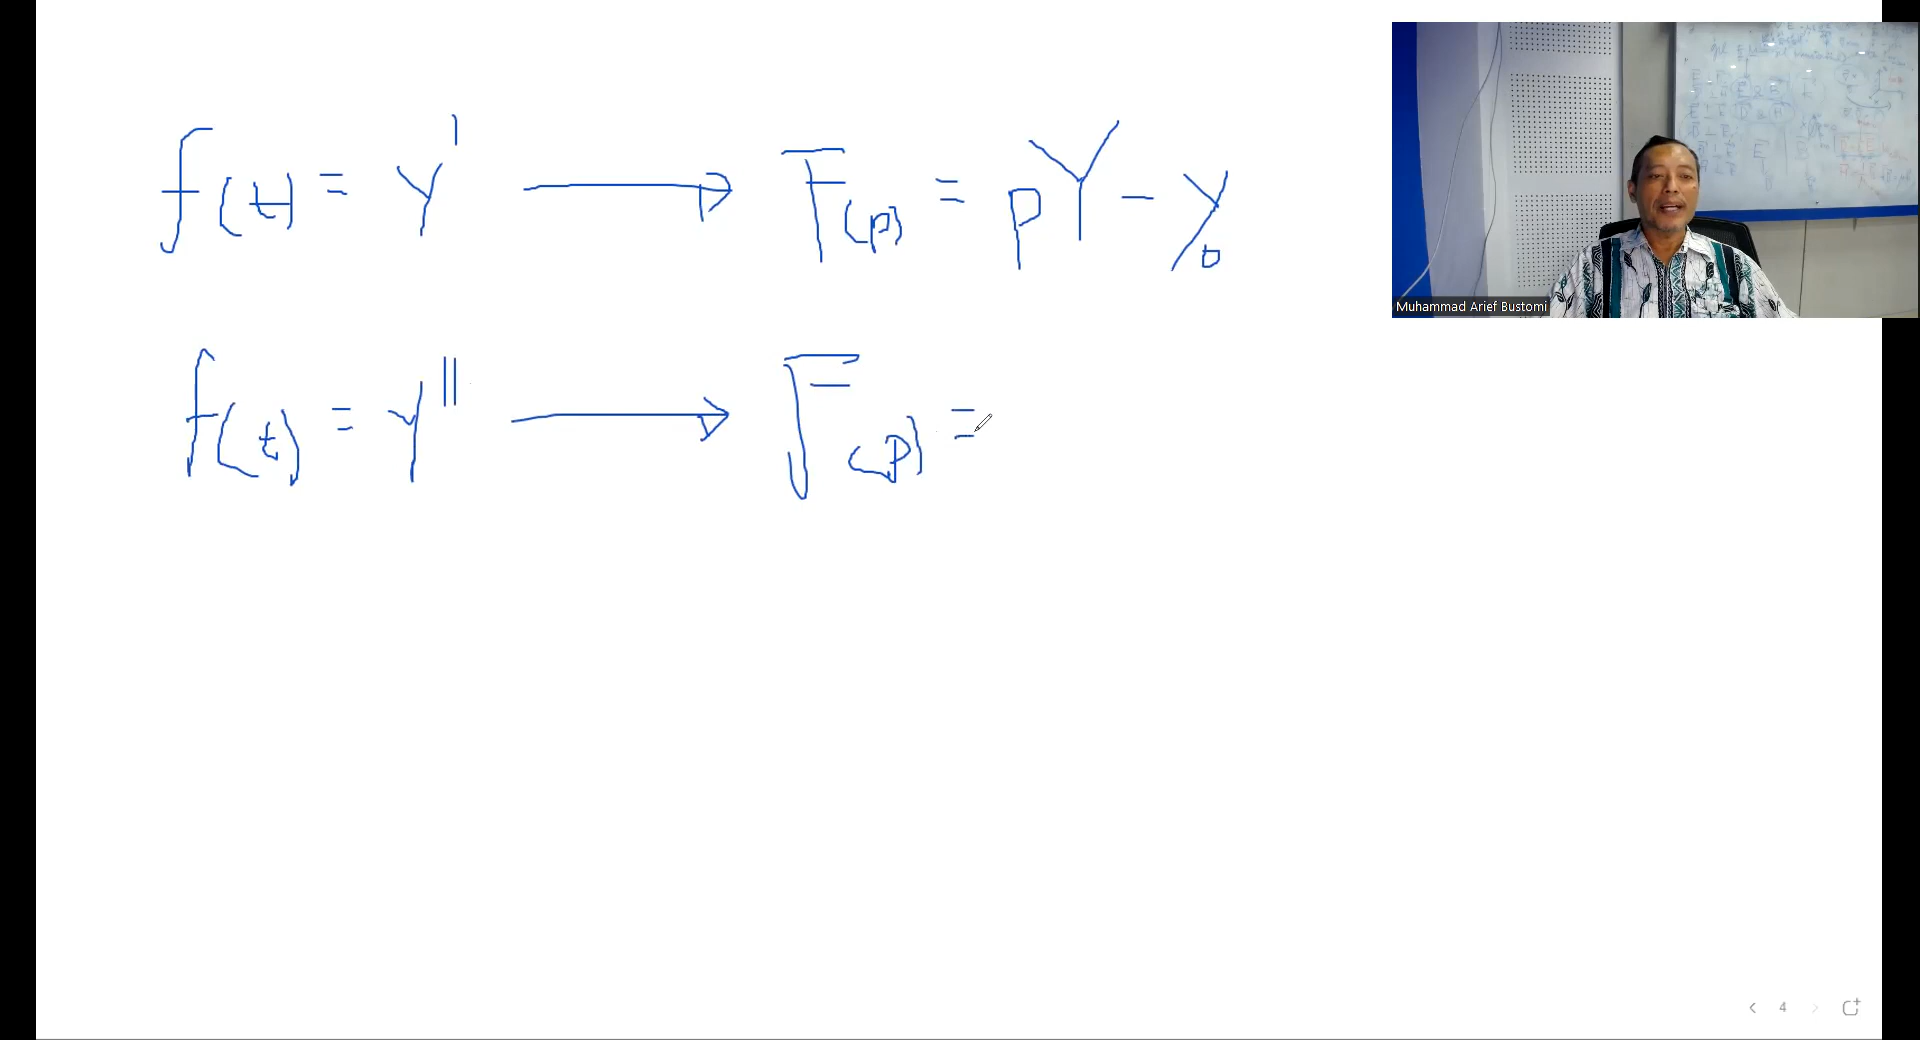 f(t) = y' → F(p) = pY - y₀
Muhammad Arief Bustomi
f(t) = y'' → F(p) =
4